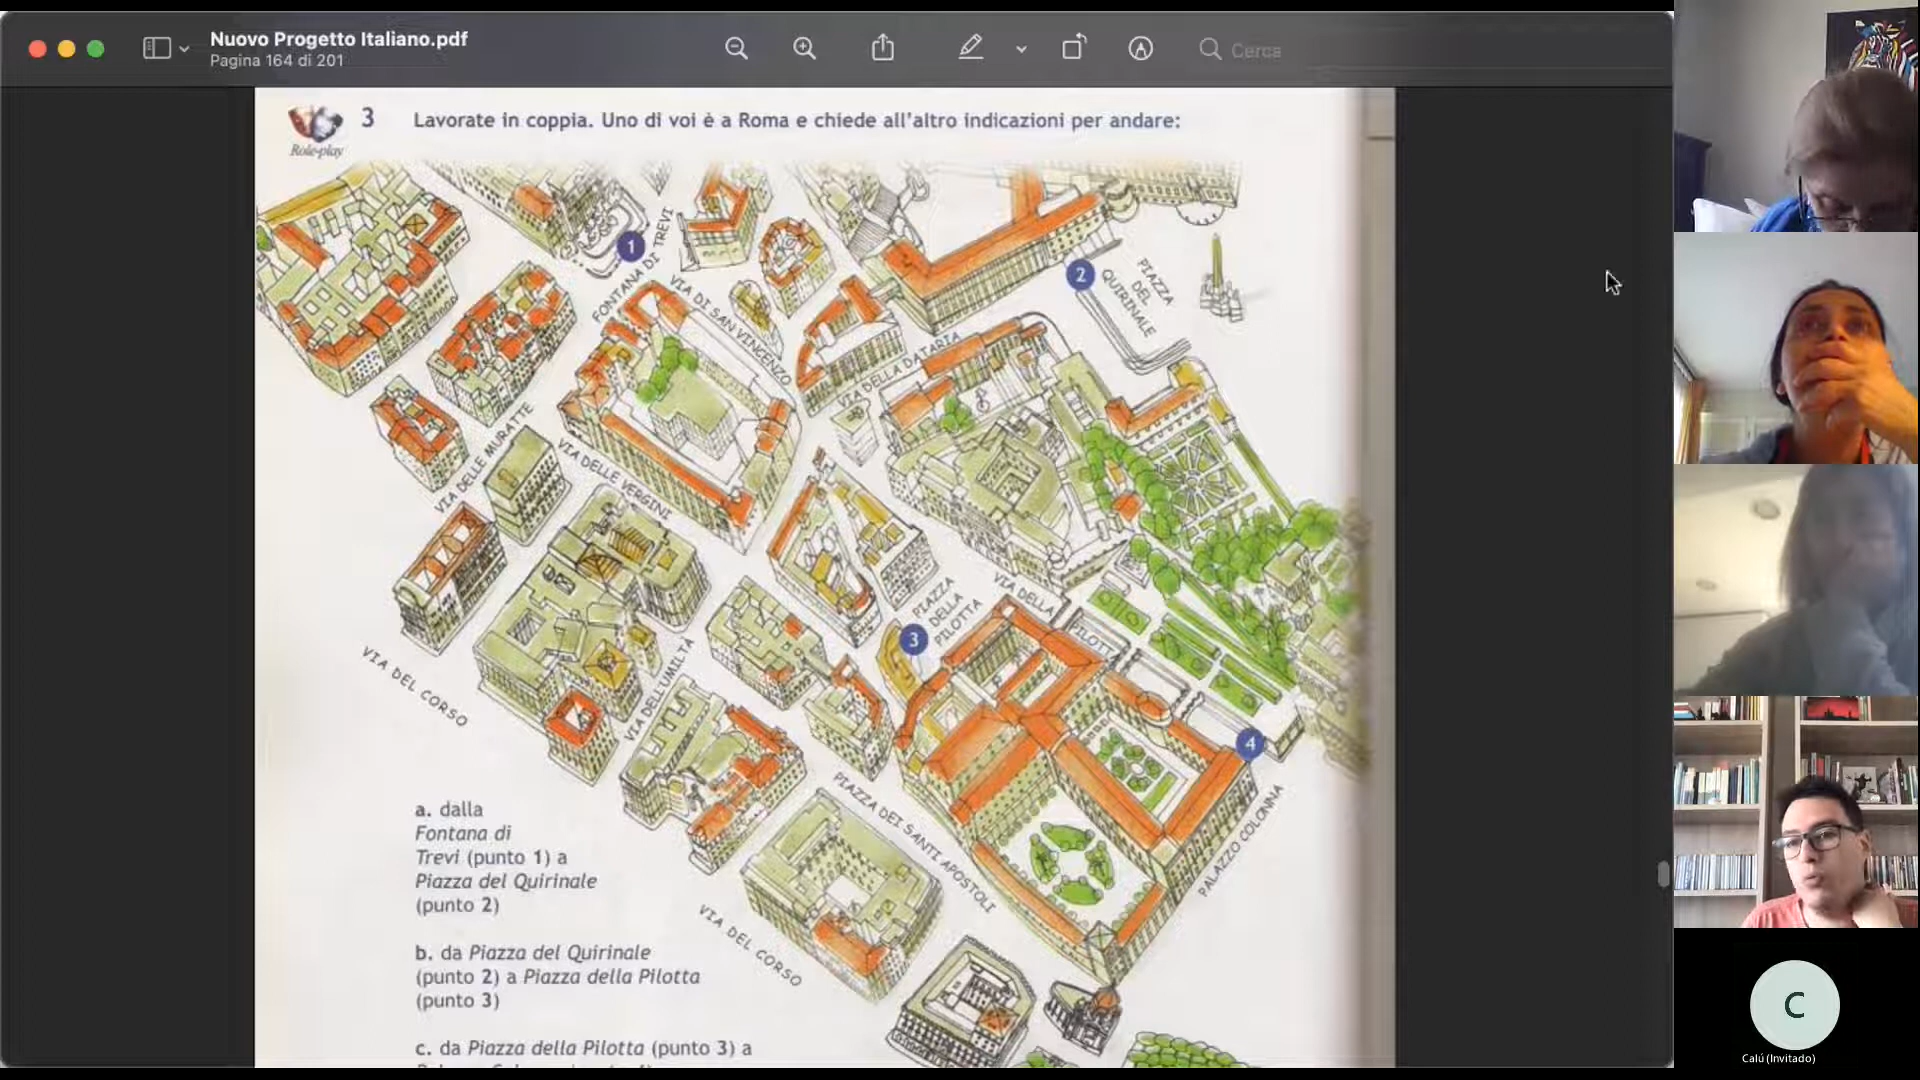 Nuovo Progetto Italiano.pdf
Pagina 164 di 201
Cerca
Role-play
3 Lavorate in coppia. Uno di voi è a Roma e chiede all'altro indicazioni per andare:
1
FONTANA DI TREVI
VIA DI SAN VINCENZO
2
PIAZZA
DEL
QUIRINALE
VIA DELLA DATARIA
VIA DELLE MURATE
VIA DELLE VERGINI
VIA DEL CORSO
VIA DELL'UMILTÀ
3
PIAZZA
DELLA
PILOTTA
VIA DELLA
PILOTTA
4
PALAZZO COLONNA
PIAZZA DEI SANTI APOSTOLI
VIA DEL CORSO
a. dalla
Fontana di
Trevi (punto 1) a
Piazza del Quirinale
(punto 2)
b. da Piazza del Quirinale
(punto 2) a Piazza della Pilotta
(punto 3)
c. da Piazza della Pilotta (punto 3) a
C
Calú (Invitado)